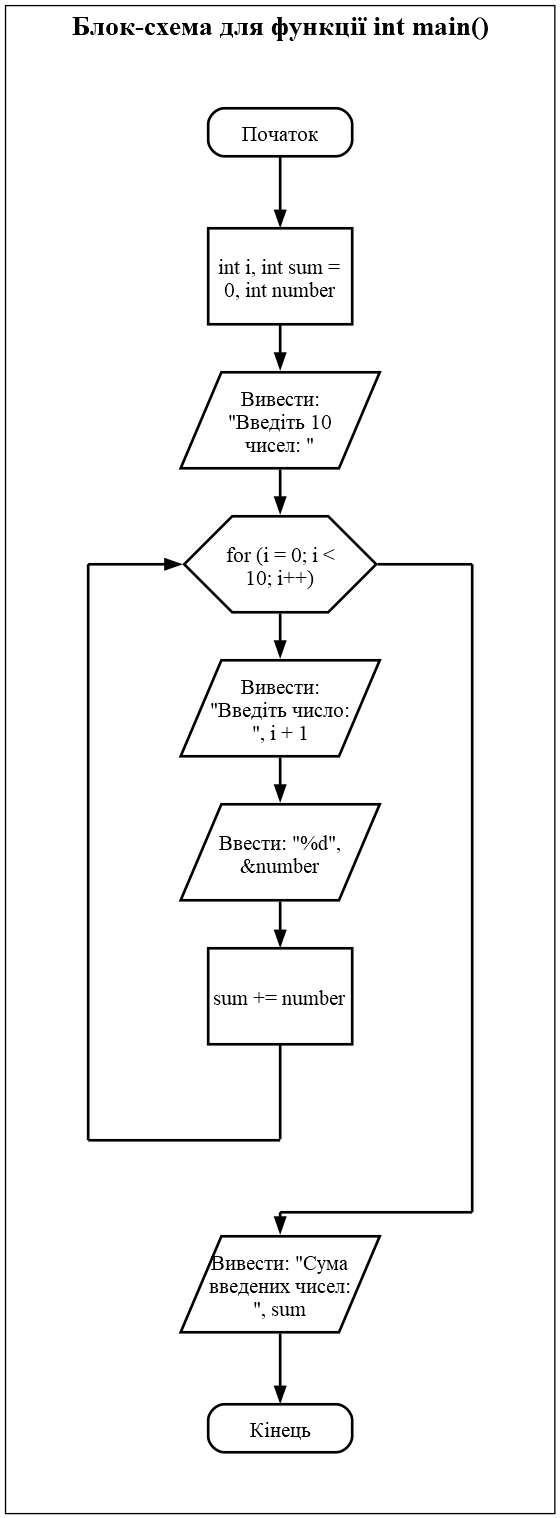 Блок-схема для функції int main()
Початок
int i, int sum =
0, int number
Вивести:
"Введіть 10
чисел: "
for (i = 0; i <
10; i++)
Вивести:
"Введіть число:
", i + 1
Ввести: "%d",
&number
sum += number
Вивести: "Сума
введених чисел:
", sum
Кінець